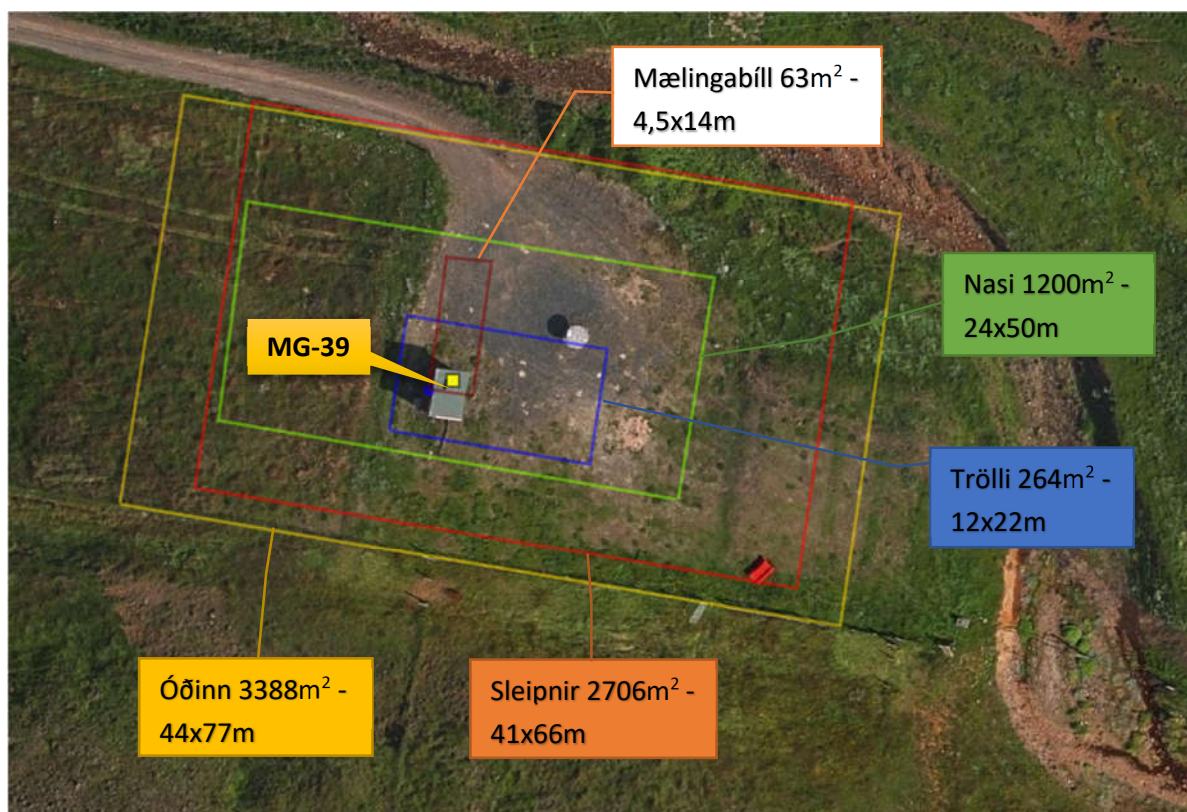 Mælingabíll 63m² -
4,5x14m
Nasi 1200m² -
24x50m
MG-39
Trölli 264m² -
12x22m
Óðinn 3388m² -
44x77m
Sleipnir 2706m² -
41x66m